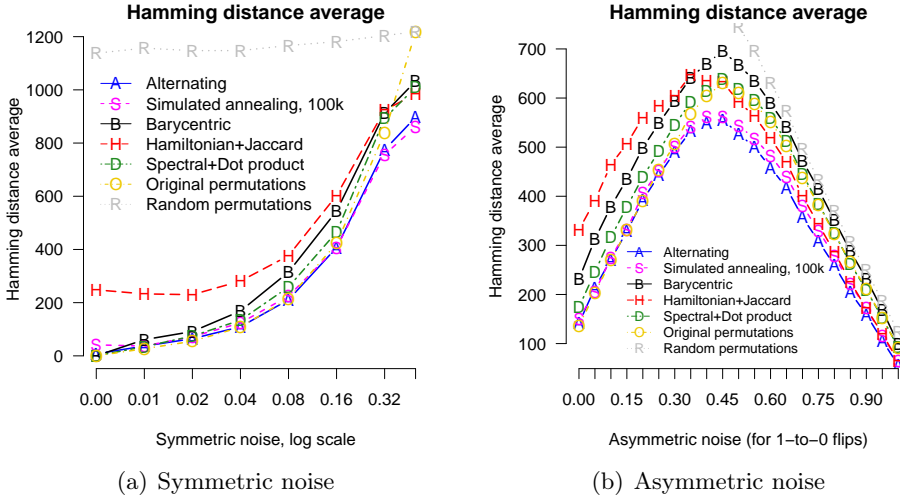 Hamming distance average
Hamming distance average
1200
1000
800
600
400
200
0
A Alternating
S Simulated annealing, 100k
B Barycentric
H Hamiltonian+Jaccard
D Spectral+Dot product
O Original permutations
R Random permutations
0.00 0.01 0.02 0.04 0.08 0.16 0.32
Symmetric noise, log scale
(a) Symmetric noise
Hamming distance average
Hamming distance average
700
600
500
400
300
200
100
A Alternating
S Simulated annealing, 100k
B Barycentric
H Hamiltonian+Jaccard
D Spectral+Dot product
O Original permutations
R Random permutations
0.00 0.15 0.30 0.45 0.60 0.75 0.90
Asymmetric noise (for 1−to−0 flips)
(b) Asymmetric noise